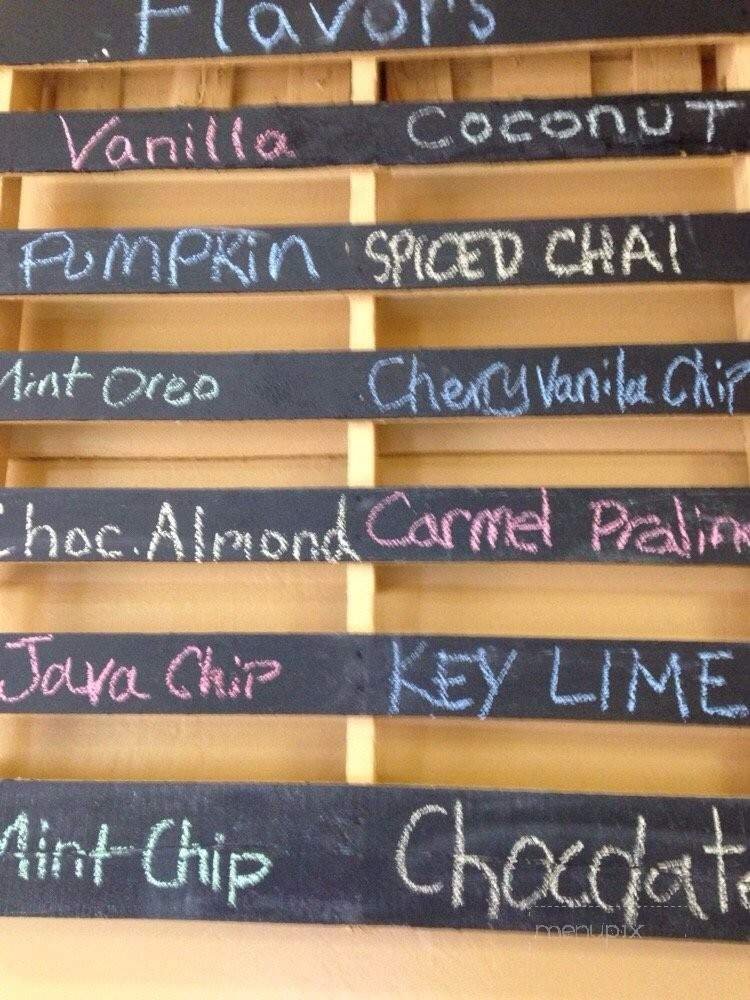 Flavors
Vanilla Coconut
PUMPKin SPICED CHAI
Mint Oreo Cherry Vanilla Chip
Choc. Almond Carmel Pralin
Java Chip KEY LIME
Mint Chip Chocolate
menupix